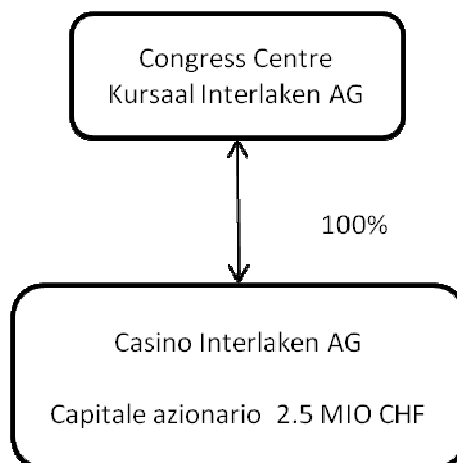 Congress Centre
Kursaal Interlaken AG
100%
Casino Interlaken AG
Capitale azionario 2.5 MIO CHF